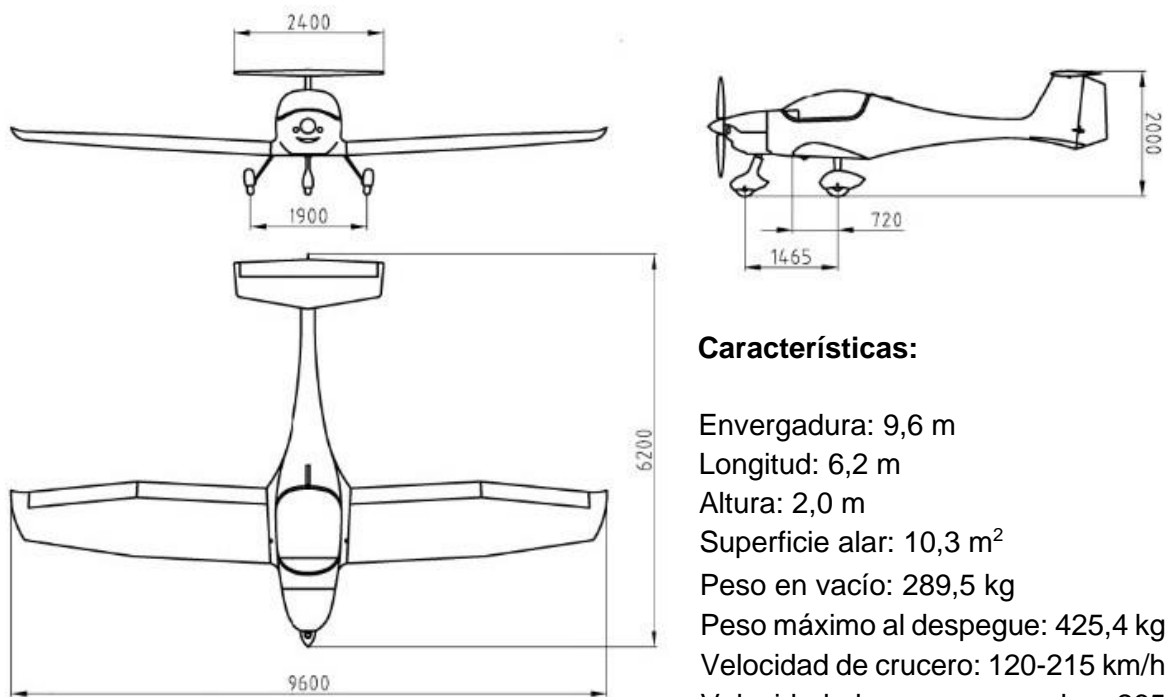 2400
1900
2000
720
1465
6200
9600
Características:
Envergadura: 9,6 m
Longitud: 6,2 m
Altura: 2,0 m
Superficie alar: 10,3 m²
Peso en vacío: 289,5 kg
Peso máximo al despegue: 425,4 kg
Velocidad de crucero: 120-215 km/h